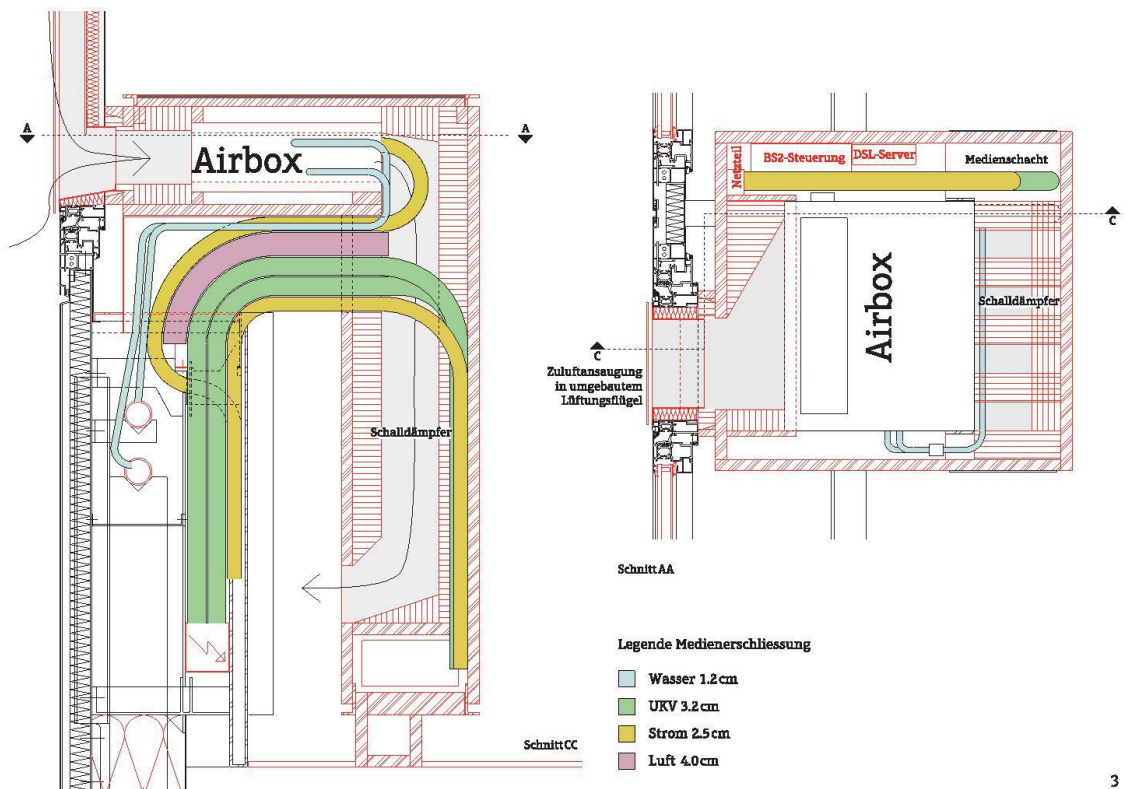 A
A
Airbox
Schalldämpfer
Schnitt CC
Netzteil
BS2-Steuerung
DSL-Server
Medienschacht
C
Airbox
Schalldämpfer
C
Zuluftansaugung
in umgebautem
Lüftungsflügel
Schnitt AA
Legende Medienerschliessung
Wasser 1.2 cm
UKV 3.2 cm
Strom 2.5 cm
Luft 4.0 cm
3